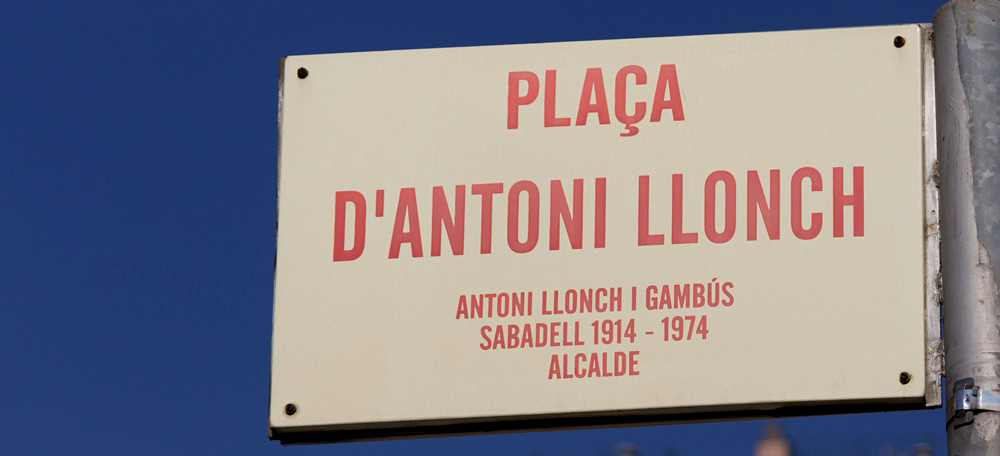 PLAÇA
D'ANTONI LLONCH
ANTONI LLONCH I GAMBÚS
SABADELL 1914 - 1974
ALCALDE